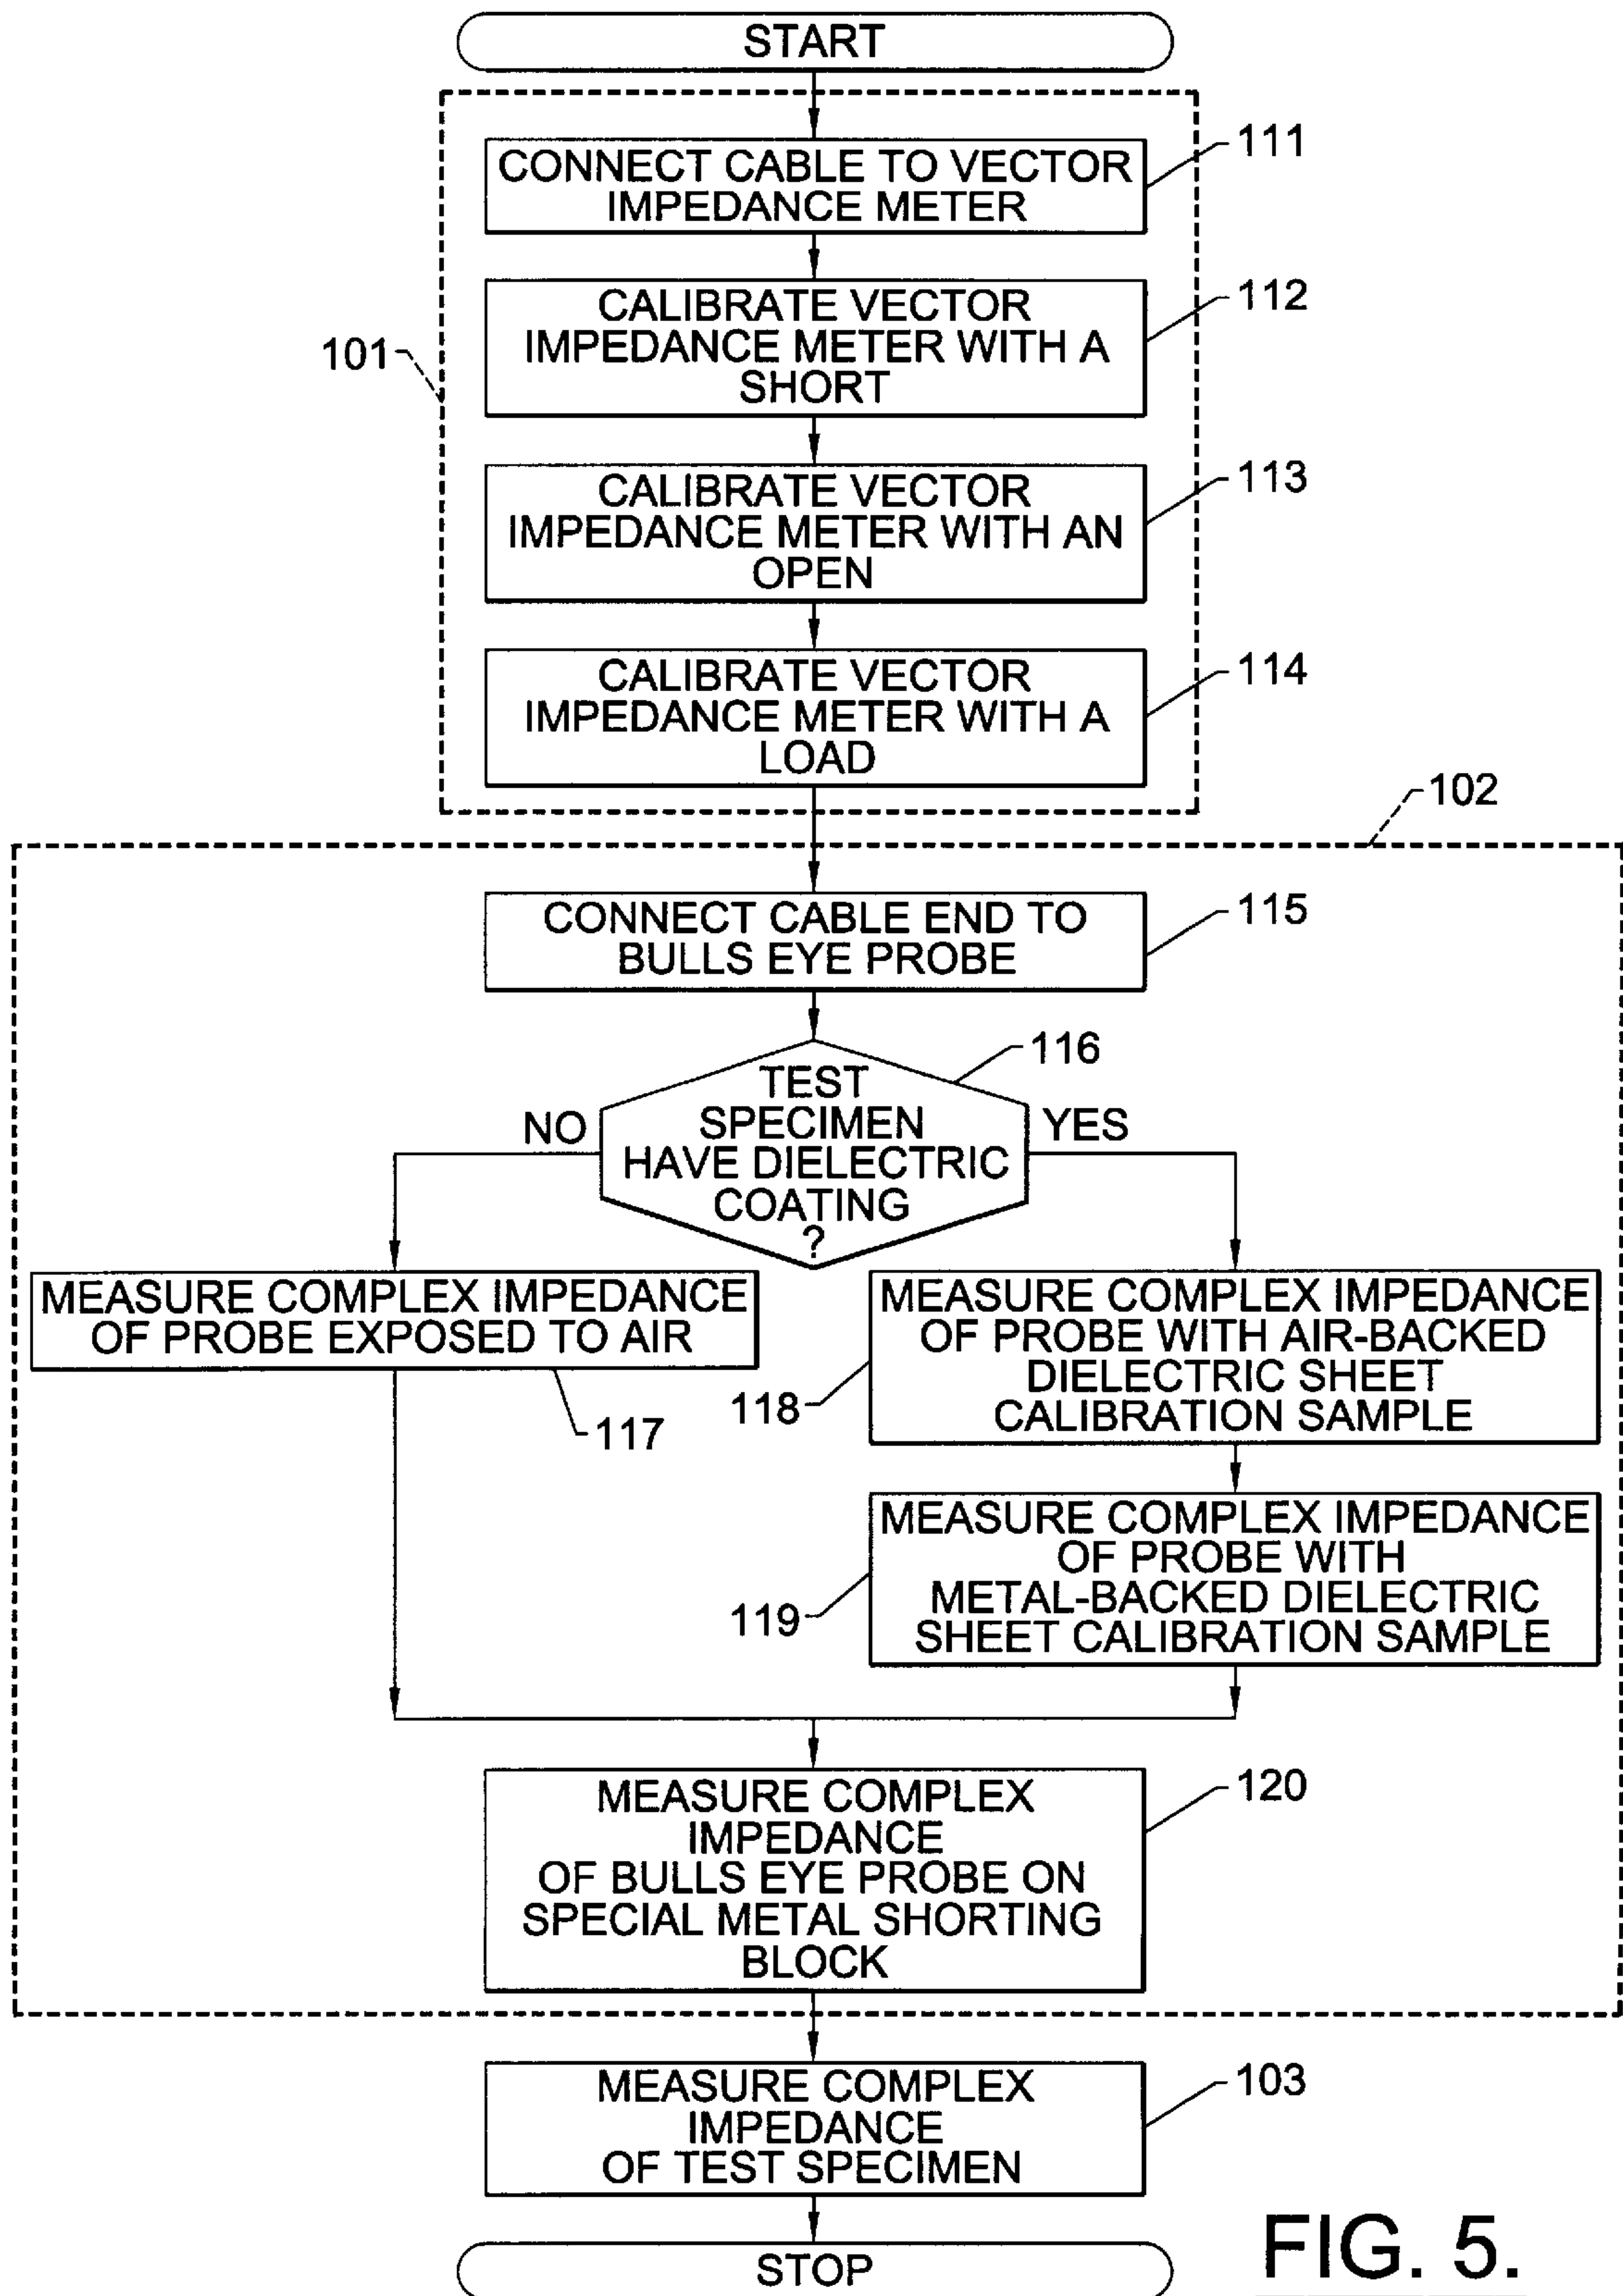 START
111
CONNECT CABLE TO VECTOR
IMPEDANCE METER
112
CALIBRATE VECTOR
IMPEDANCE METER WITH A
SHORT
101
113
CALIBRATE VECTOR
IMPEDANCE METER WITH AN
OPEN
114
CALIBRATE VECTOR
IMPEDANCE METER WITH A
LOAD
102
115
CONNECT CABLE END TO
BULLS EYE PROBE
116
TEST
SPECIMEN
HAVE DIELECTRIC
COATING
?
NO
YES
MEASURE COMPLEX IMPEDANCE
OF PROBE EXPOSED TO AIR
117
MEASURE COMPLEX IMPEDANCE
OF PROBE WITH AIR-BACKED
DIELECTRIC SHEET
CALIBRATION SAMPLE
118
MEASURE COMPLEX IMPEDANCE
OF PROBE WITH
METAL-BACKED DIELECTRIC
SHEET CALIBRATION SAMPLE
119
120
MEASURE COMPLEX
IMPEDANCE
OF BULLS EYE PROBE ON
SPECIAL METAL SHORTING
BLOCK
103
MEASURE COMPLEX
IMPEDANCE
OF TEST SPECIMEN
STOP
FIG. 5.